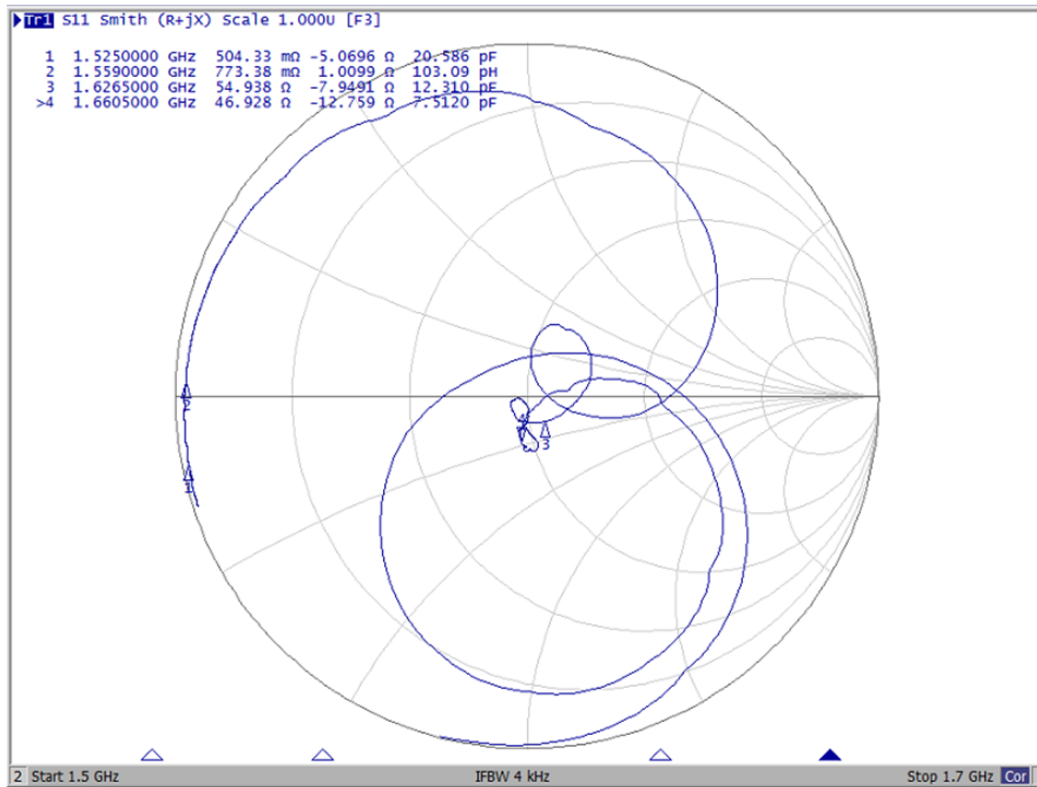 Tr1 S11 Smith (R+jX) Scale 1.000U [F3]
1 1.5250000 GHz 504.33 mΩ -5.0696 Ω 20.586 pF
2 1.5590000 GHz 773.38 mΩ 1.0099 Ω 103.09 pH
3 1.6265000 GHz 54.938 Ω -7.9491 Ω 12.310 pF
>4 1.6605000 GHz 46.928 Ω -12.759 Ω 7.5120 pF
2
1
3
2 Start 1.5 GHz IFBW 4 kHz Stop 1.7 GHz Cor